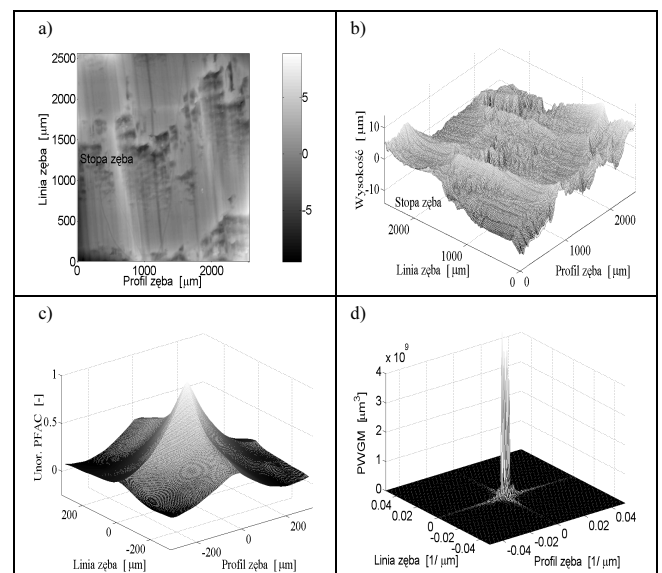 a)
2500
2000
1500
1000
500
0
Linia zęba [µm]
Stopa zęba
0
1000
2000
Profil zęba [µm]
5
0
-5
b)
10
0
-10
Wysokość [µm]
Stopa zęba
2000
1000
0
Linia zęba [µm]
0
1000
2000
Profil zęba [µm]
c)
1
0.5
0
Unor. PFAC [-]
200
0
-200
Linia zęba [µm]
-200
0
200
Profil zęba [µm]
d)
x 10⁹
4
3
2
1
0
PWGM [µm³]
0.04
0.02
0
-0.02
-0.04
Linia zęba [1/ µm]
-0.04
-0.02
0
0.02
0.04
Profil zęba [1/ µm]